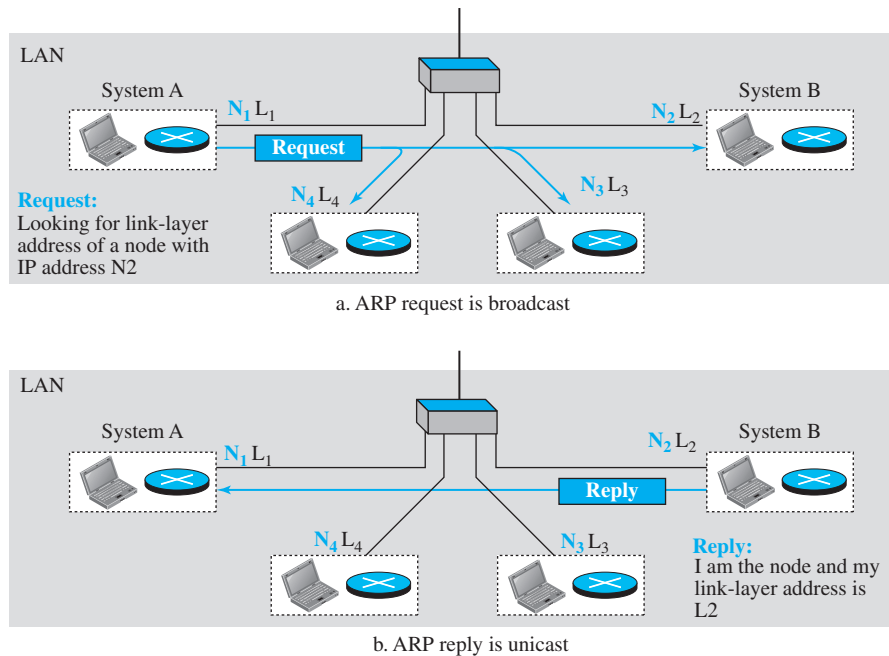 LAN
System A
System B
N1 L1
N2 L2
Request
N4 L4
N3 L3
Request:
Looking for link-layer
address of a node with
IP address N2
a. ARP request is broadcast
LAN
System A
System B
N1 L1
N2 L2
Reply
N4 L4
N3 L3
Reply:
I am the node and my
link-layer address is
L2
b. ARP reply is unicast